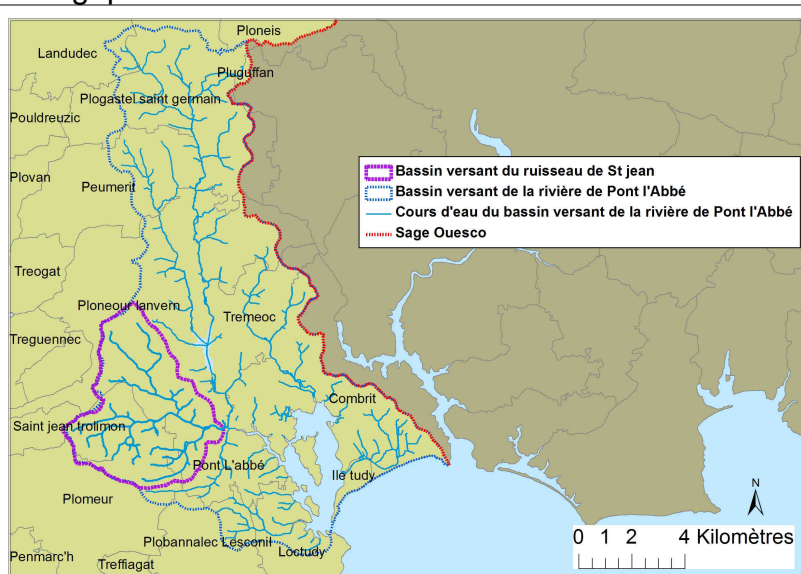 Ploneis
Landudec
Pluguffan
Plogastel saint germain
Pouldreuzic
Bassin versant du ruisseau de St jean
Plovan
Peumerit
Bassin versant de la rivière de Pont l'Abbé
Cours d'eau du bassin versant de la rivière de Pont l'Abbé
Sage Ouesco
Treogat
Ploneour lanvern
Tremeoc
Treguennec
Combrit
Saint jean trolimon
Pont L'abbé
Ile tudy
Plomeur
N
Plobannalec Lesconil
Loctudy
0 1 2 4 Kilomètres
Penmarc'h
Treffiagat